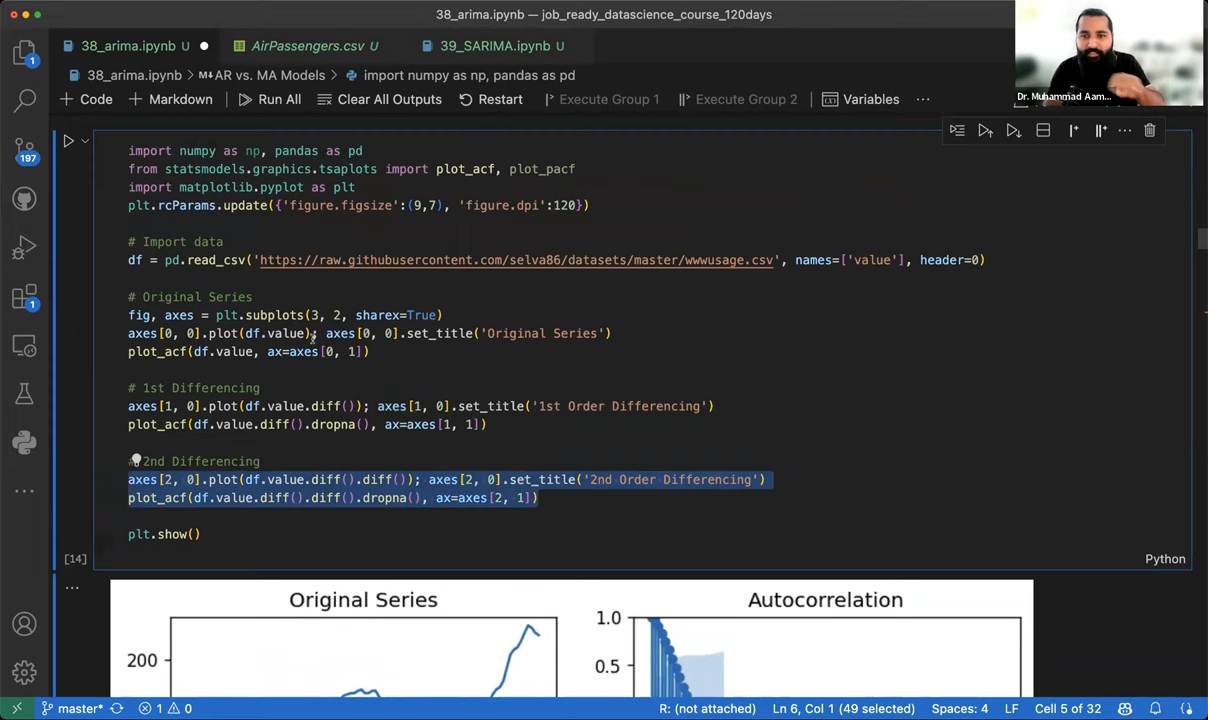 38_arima.ipynb — job_ready_datascience_course_120days
38_arima.ipynb U
AirPassengers.csv U
39_SARIMA.ipynb U
38_arima.ipynb > M↓ AR vs. MA Models > import numpy as np, pandas as pd
+ Code + Markdown Run All Clear All Outputs Restart Execute Group 1 Execute Group 2 Variables ...
Dr. Muhammad Aam...
1
197
1
import numpy as np, pandas as pd
from statsmodels.graphics.tsaplots import plot_acf, plot_pacf
import matplotlib.pyplot as plt
plt.rcParams.update({'figure.figsize':(9,7), 'figure.dpi':120})
# Import data
df = pd.read_csv('https://raw.githubusercontent.com/selva86/datasets/master/wwwusage.csv', names=['value'], header=0)
# Original Series
fig, axes = plt.subplots(3, 2, sharex=True)
axes[0, 0].plot(df.value); axes[0, 0].set_title('Original Series')
plot_acf(df.value, ax=axes[0, 1])
# 1st Differencing
axes[1, 0].plot(df.value.diff()); axes[1, 0].set_title('1st Order Differencing')
plot_acf(df.value.diff().dropna(), ax=axes[1, 1])
# 2nd Differencing
axes[2, 0].plot(df.value.diff().diff()); axes[2, 0].set_title('2nd Order Differencing')
plot_acf(df.value.diff().diff().dropna(), ax=axes[2, 1])
plt.show()
[14]
Python
Original Series
200
Autocorrelation
1.0
0.5
master* 1 0 R: (not attached) Ln 6, Col 1 (49 selected) Spaces: 4 LF Cell 5 of 32